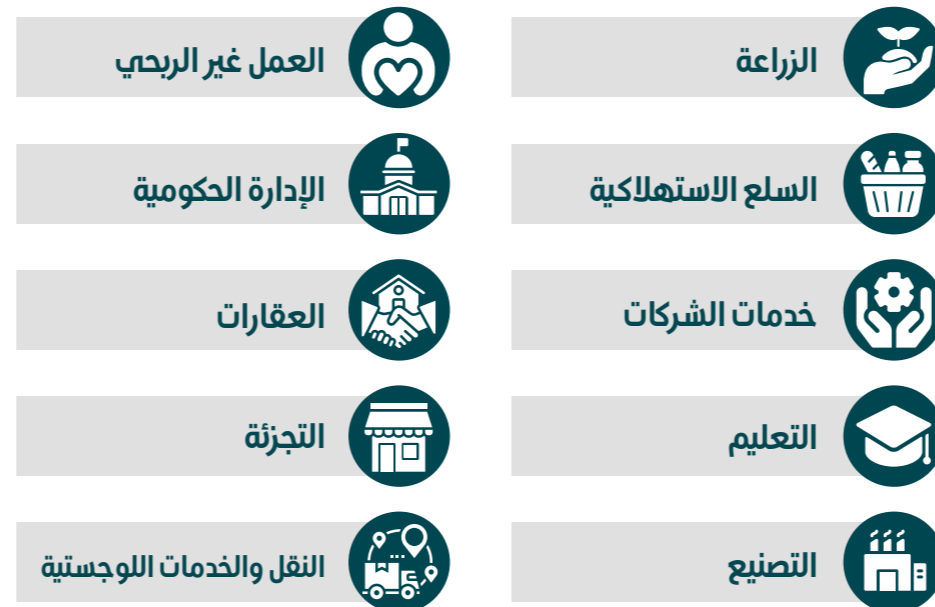 الزراعة
العمل غير الربحي
السلع الاستهلاكية
الإدارة الحكومية
خدمات الشركات
العقارات
التعليم
التجزئة
التصنيع
النقل والخدمات اللوجستية